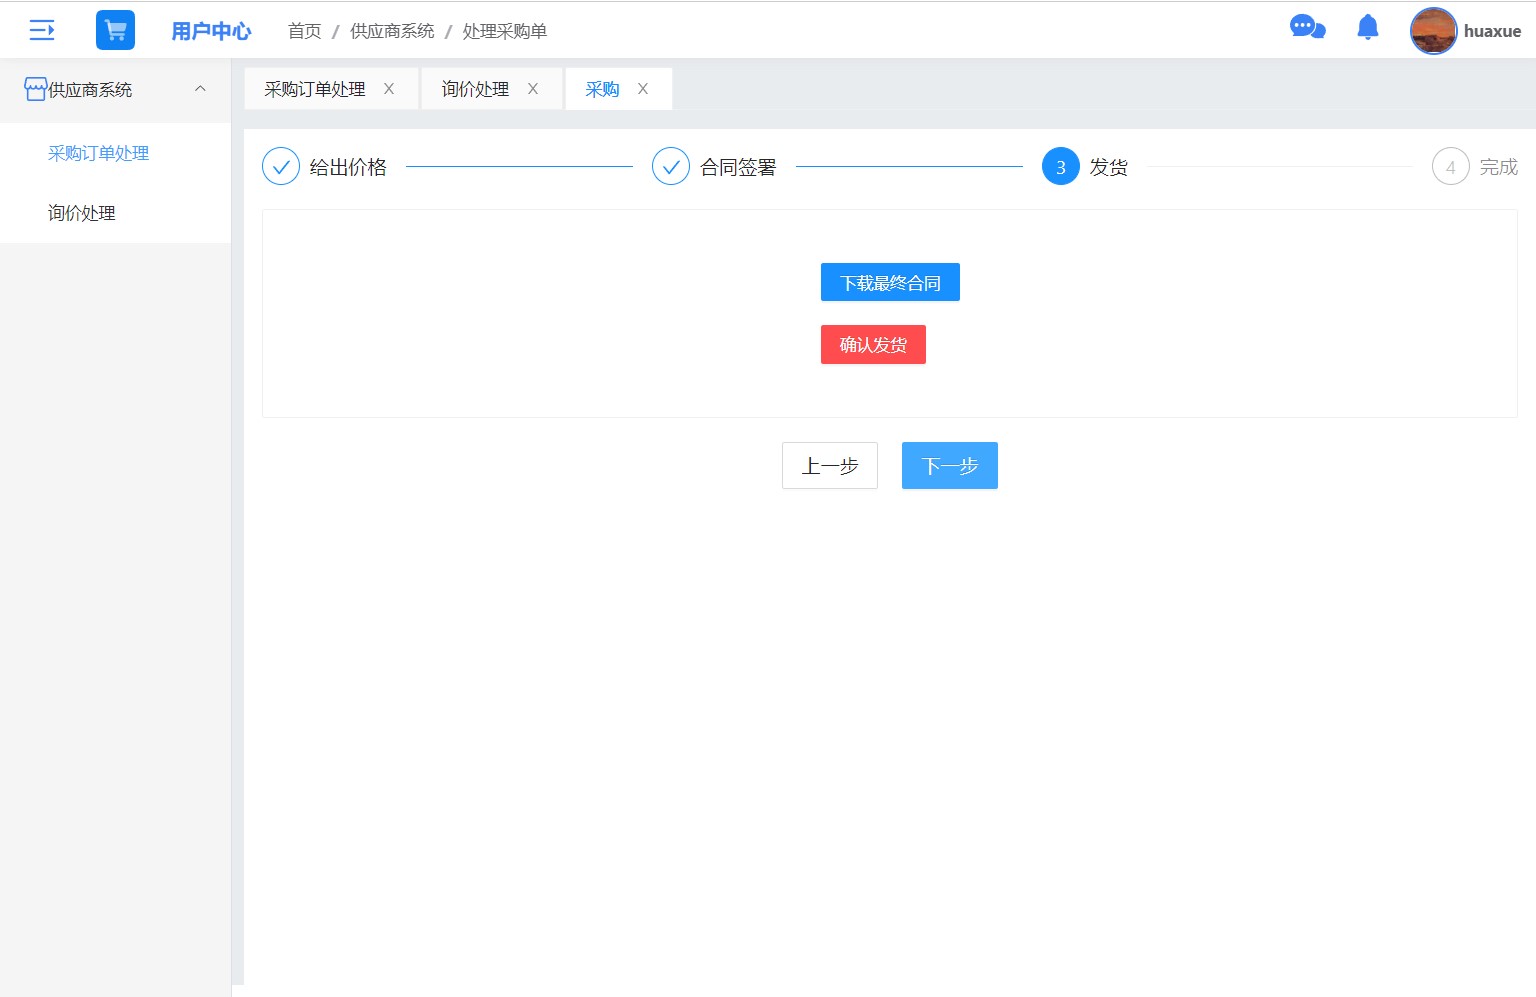 用户中心
首页 / 供应商系统 / 处理采购单
huaxue
供应商系统
采购订单处理
询价处理
采购订单处理 X
询价处理 X
采购 X
给出价格
合同签署
3 发货
4 完成
下载最终合同
确认发货
上一步
下一步